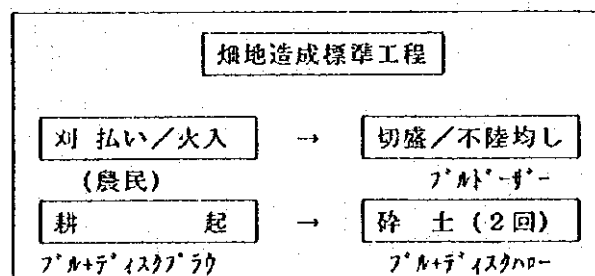 畑地造成標準工程
刈 払い/火入 → 切盛/不陸均し
(農民) ブルドーザー
耕 起 → 砕 土(2回)
ブル+ディスクプラウ ブル+ディスクハロー